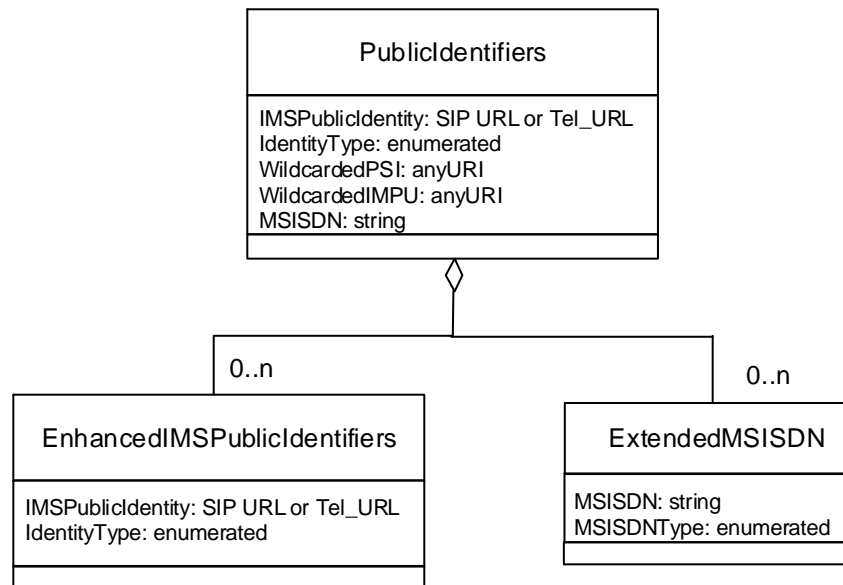 PublicIdentifiers
IMSPublicIdentity: SIP URL or Tel_URL
IdentityType: enumerated
WildcardedPSI: anyURI
WildcardedIMPU: anyURI
MSISDN: string
0..n
0..n
EnhancedIMSPublicIdentifiers
IMSPublicIdentity: SIP URL or Tel_URL
IdentityType: enumerated
ExtendedMSISDN
MSISDN: string
MSISDNType: enumerated